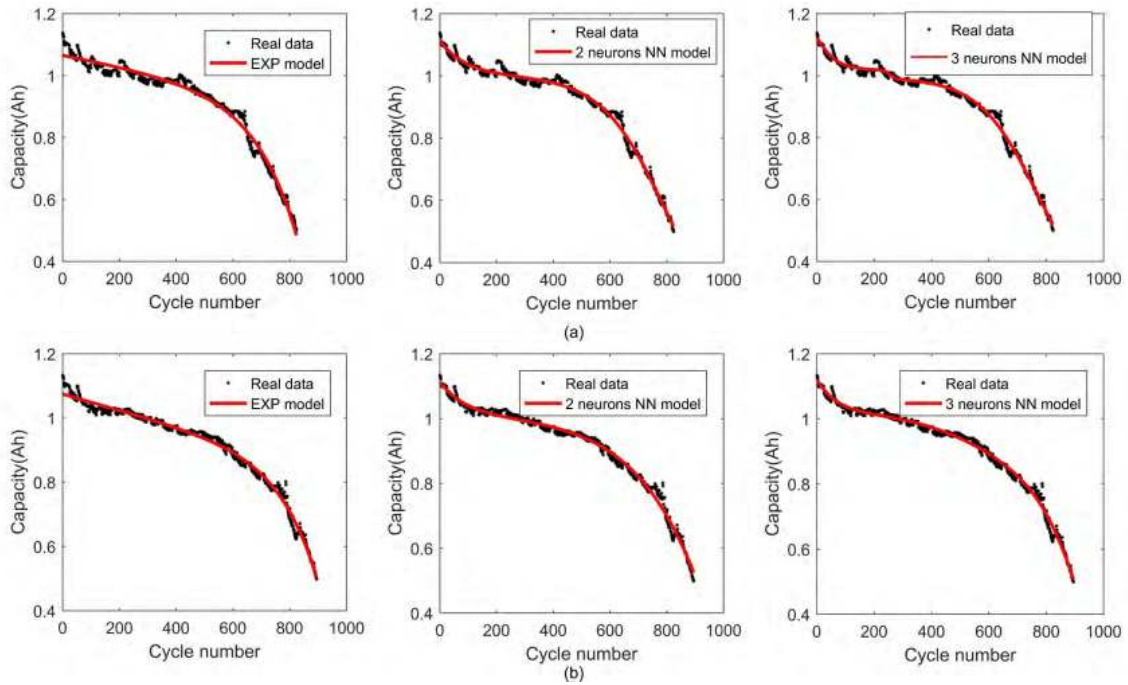 1.2
1
0.8
0.6
0.4
Capacity(Ah)
Real data
EXP model
0 200 400 600 800 1000
Cycle number
1.2
1
0.8
0.6
0.4
Capacity(Ah)
Real data
2 neurons NN model
0 200 400 600 800 1000
Cycle number
1.2
1
0.8
0.6
0.4
Capacity(Ah)
Real data
3 neurons NN model
0 200 400 600 800 1000
Cycle number
(a)
1.2
1
0.8
0.6
0.4
Capacity(Ah)
Real data
EXP model
0 200 400 600 800 1000
Cycle number
1.2
1
0.8
0.6
0.4
Capacity(Ah)
Real data
2 neurons NN model
0 200 400 600 800 1000
Cycle number
1.2
1
0.8
0.6
0.4
Capacity(Ah)
Real data
3 neurons NN model
0 200 400 600 800 1000
Cycle number
(b)